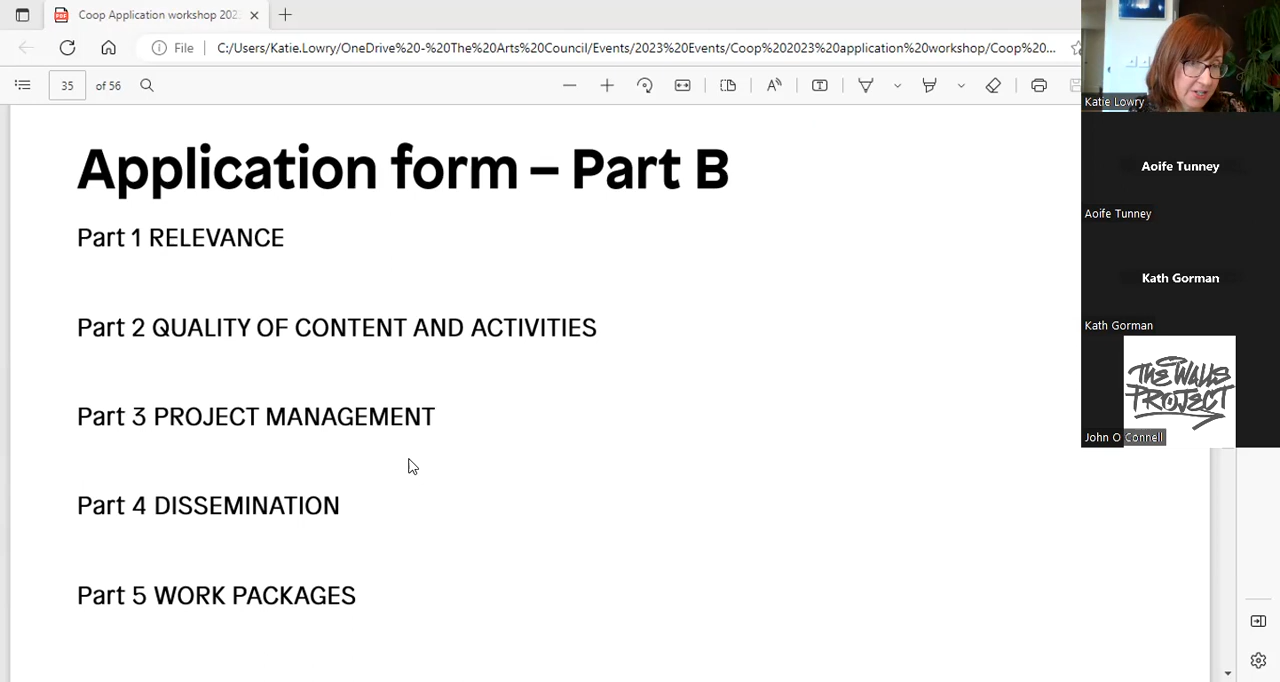 Coop Application workshop 202
File
C:/Users/Katie.Lowry/OneDrive%20-%20The%20Arts%20Council/Events/2023%20Events/Coop%202023%20application%20workshop/Coop%20...
35 of 56
Application form – Part B
Part 1 RELEVANCE
Part 2 QUALITY OF CONTENT AND ACTIVITIES
Part 3 PROJECT MANAGEMENT
Part 4 DISSEMINATION
Part 5 WORK PACKAGES
Katie Lowry
Aoife Tunney
Aoife Tunney
Kath Gorman
Kath Gorman
THE WALLS
PROJECT
John O Connell